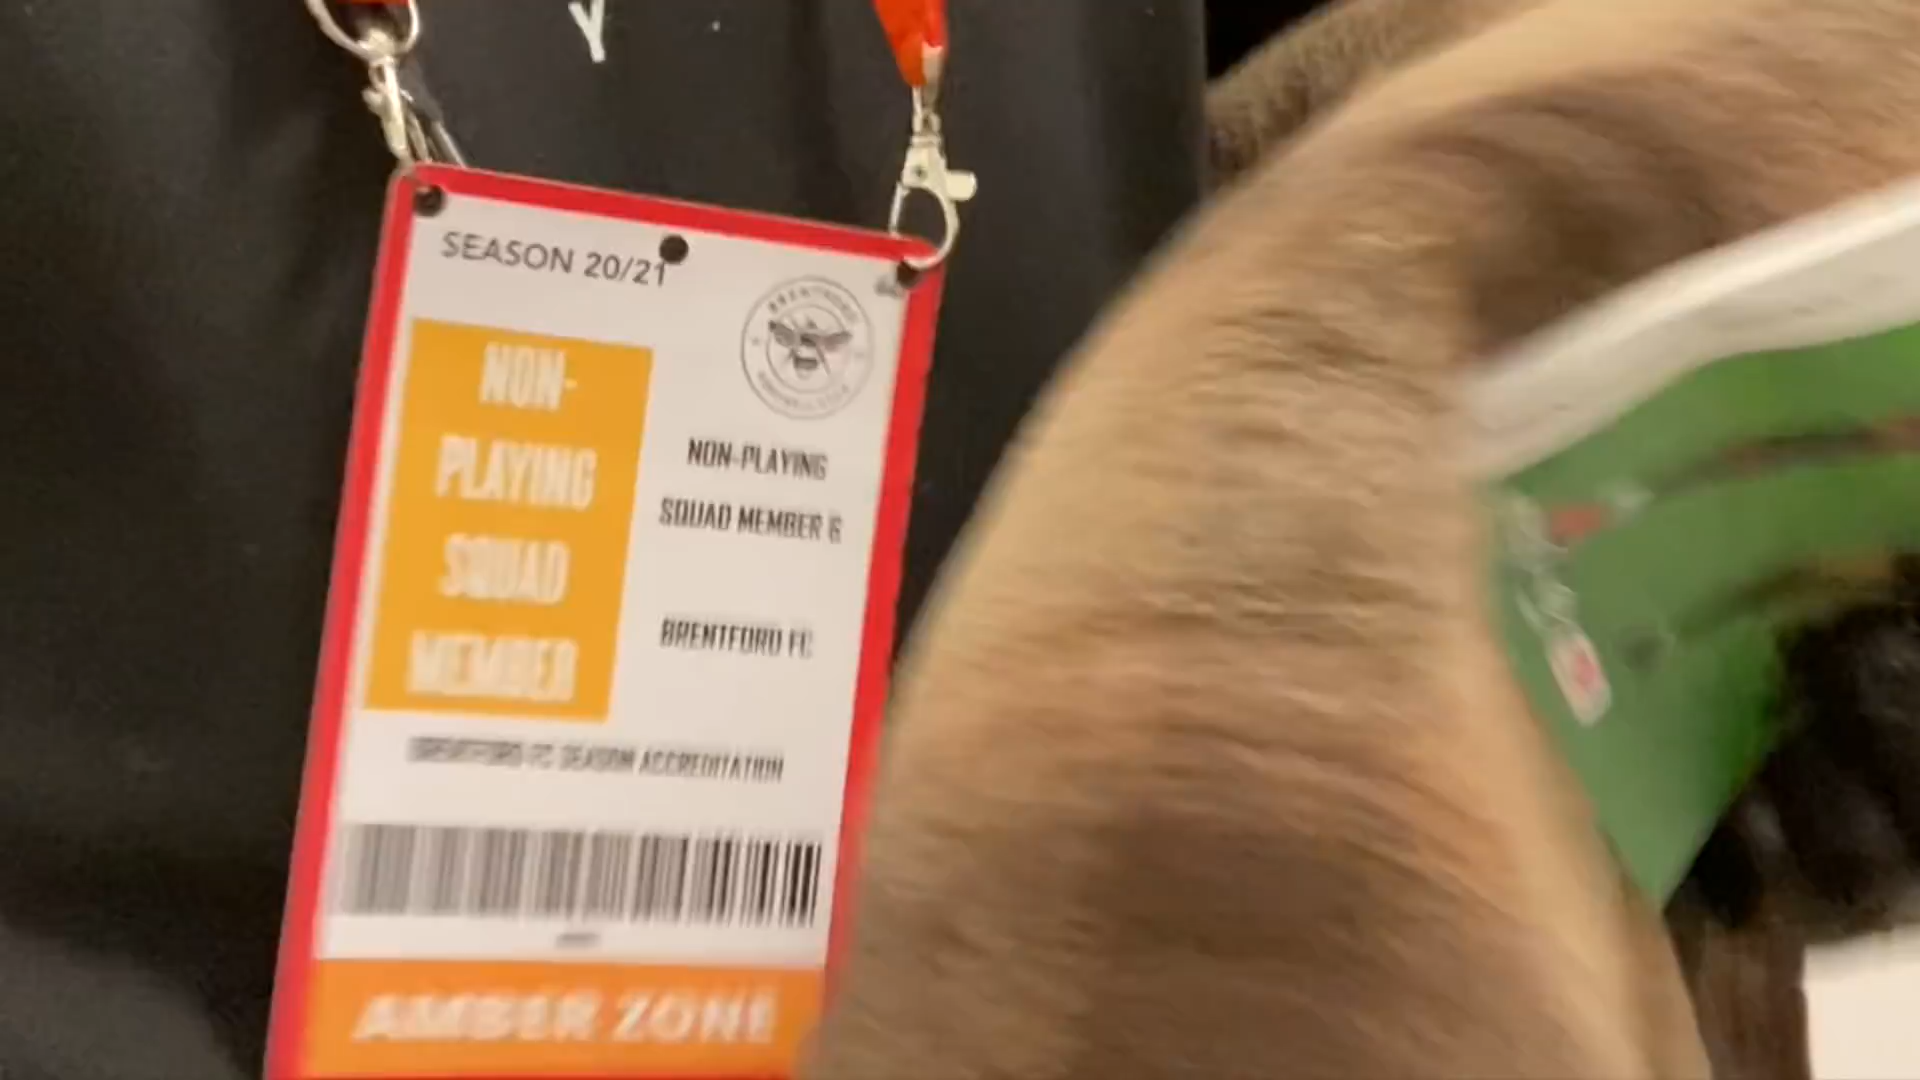 Y
SEASON 20/21
BRENTFORD
NON-
PLAYING
SQUAD
MEMBER
NON-PLAYING
SQUAD MEMBER 6
BRENTFORD FC
BRENTFORD FC SEASON ACCREDITATION
AMBER ZONE